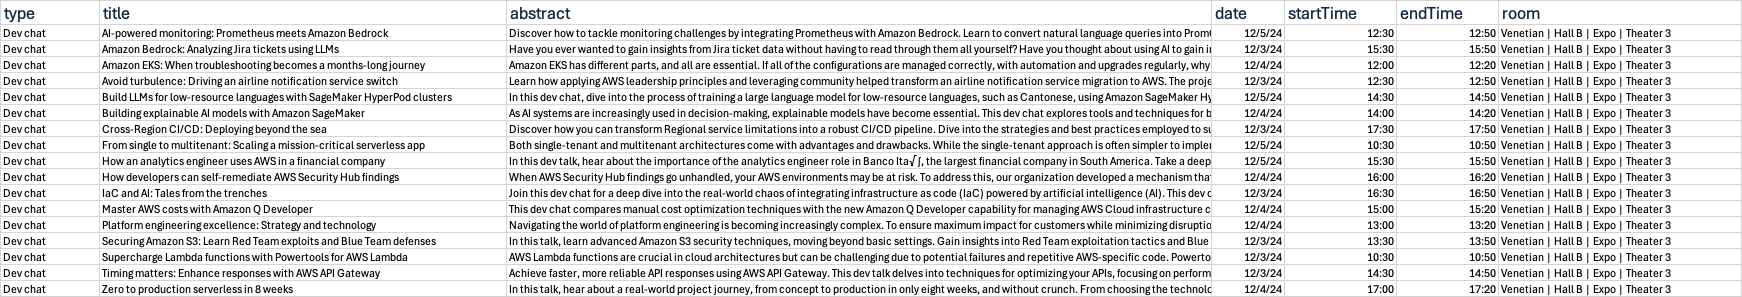 type title abstract date startTime endTime room
Dev chat AI-powered monitoring: Prometheus meets Amazon Bedrock Discover how to tackle monitoring challenges by integrating Prometheus with Amazon Bedrock. Learn to convert natural language queries into Prom 12/5/24 12:30 12:50 Venetian | Hall B | Expo | Theater 3
Dev chat Amazon Bedrock: Analyzing Jira tickets using LLMs Have you ever wanted to gain insights from Jira ticket data without having to read through them all yourself? Have you thought about using AI to gain in 12/3/24 15:30 15:50 Venetian | Hall B | Expo | Theater 3
Dev chat Amazon EKS: When troubleshooting becomes a months-long journey Amazon EKS has different parts, and all are essential. If all of the configurations are managed correctly, with automation and upgrades regularly, why 12/4/24 12:00 12:20 Venetian | Hall B | Expo | Theater 3
Dev chat Avoid turbulence: Driving an airline notification service switch Learn how applying AWS leadership principles and leveraging community helped transform an airline notification service migration to AWS. The proje 12/3/24 12:30 12:50 Venetian | Hall B | Expo | Theater 3
Dev chat Build LLMs for low-resource languages with SageMaker HyperPod clusters In this dev chat, dive into the process of training a large language model for low-resource languages, such as Cantonese, using Amazon SageMaker Hy 12/5/24 14:30 14:50 Venetian | Hall B | Expo | Theater 3
Dev chat Building explainable AI models with Amazon SageMaker As AI systems are increasingly used in decision-making, explainable models have become essential. This dev chat explores tools and techniques for b 12/4/24 14:00 14:20 Venetian | Hall B | Expo | Theater 3
Dev chat Cross-Region CI/CD: Deploying beyond the sea Discover how you can transform Regional service limitations into a robust CI/CD pipeline. Dive into the strategies and best practices employed to su 12/3/24 17:30 17:50 Venetian | Hall B | Expo | Theater 3
Dev chat From single to multitenant: Scaling a mission-critical serverless app Both single-tenant and multitenant architectures come with advantages and drawbacks. While the single-tenant approach is often simpler to implem 12/5/24 10:30 10:50 Venetian | Hall B | Expo | Theater 3
Dev chat How an analytics engineer uses AWS in a financial company In this dev talk, hear about the importance of the analytics engineer role in Banco Ita√∫, the largest financial company in South America. Take a deep 12/5/24 15:30 15:50 Venetian | Hall B | Expo | Theater 3
Dev chat How developers can self-remediate AWS Security Hub findings When AWS Security Hub findings go unhandled, your AWS environments may be at risk. To address this, our organization developed a mechanism that 12/4/24 16:00 16:20 Venetian | Hall B | Expo | Theater 3
Dev chat IaC and AI: Tales from the trenches Join this dev chat for a deep dive into the real-world chaos of integrating infrastructure as code (IaC) powered by artificial intelligence (AI). This dev c 12/3/24 16:30 16:50 Venetian | Hall B | Expo | Theater 3
Dev chat Master AWS costs with Amazon Q Developer This dev chat compares manual cost optimization techniques with the new Amazon Q Developer capability for managing AWS Cloud infrastructure c 12/4/24 15:00 15:20 Venetian | Hall B | Expo | Theater 3
Dev chat Platform engineering excellence: Strategy and technology Navigating the world of platform engineering is becoming increasingly complex. To ensure maximum impact for customers while minimizing disruptio 12/4/24 13:00 13:20 Venetian | Hall B | Expo | Theater 3
Dev chat Securing Amazon S3: Learn Red Team exploits and Blue Team defenses In this talk, learn advanced Amazon S3 security techniques, moving beyond basic settings. Gain insights into Red Team exploitation tactics and Blue 12/3/24 13:30 13:50 Venetian | Hall B | Expo | Theater 3
Dev chat Supercharge Lambda functions with Powertools for AWS Lambda AWS Lambda functions are crucial in cloud architectures but can be challenging due to potential failures and repetitive AWS-specific code. Powerto 12/3/24 10:30 10:50 Venetian | Hall B | Expo | Theater 3
Dev chat Timing matters: Enhance responses with AWS API Gateway Achieve faster, more reliable API responses using AWS API Gateway. This dev talk delves into techniques for optimizing your APIs, focusing on perform 12/3/24 14:30 14:50 Venetian | Hall B | Expo | Theater 3
Dev chat Zero to production serverless in 8 weeks In this talk, hear about a real-world project journey, from concept to production in only eight weeks, and without crunch. From choosing the technolo 12/4/24 17:00 17:20 Venetian | Hall B | Expo | Theater 3